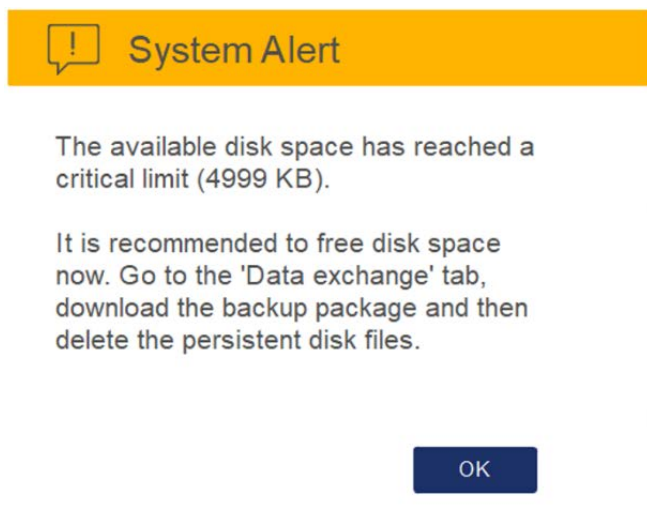 !
System Alert
The available disk space has reached a
critical limit (4999 KB).
It is recommended to free disk space
now. Go to the 'Data exchange' tab,
download the backup package and then
delete the persistent disk files.
OK